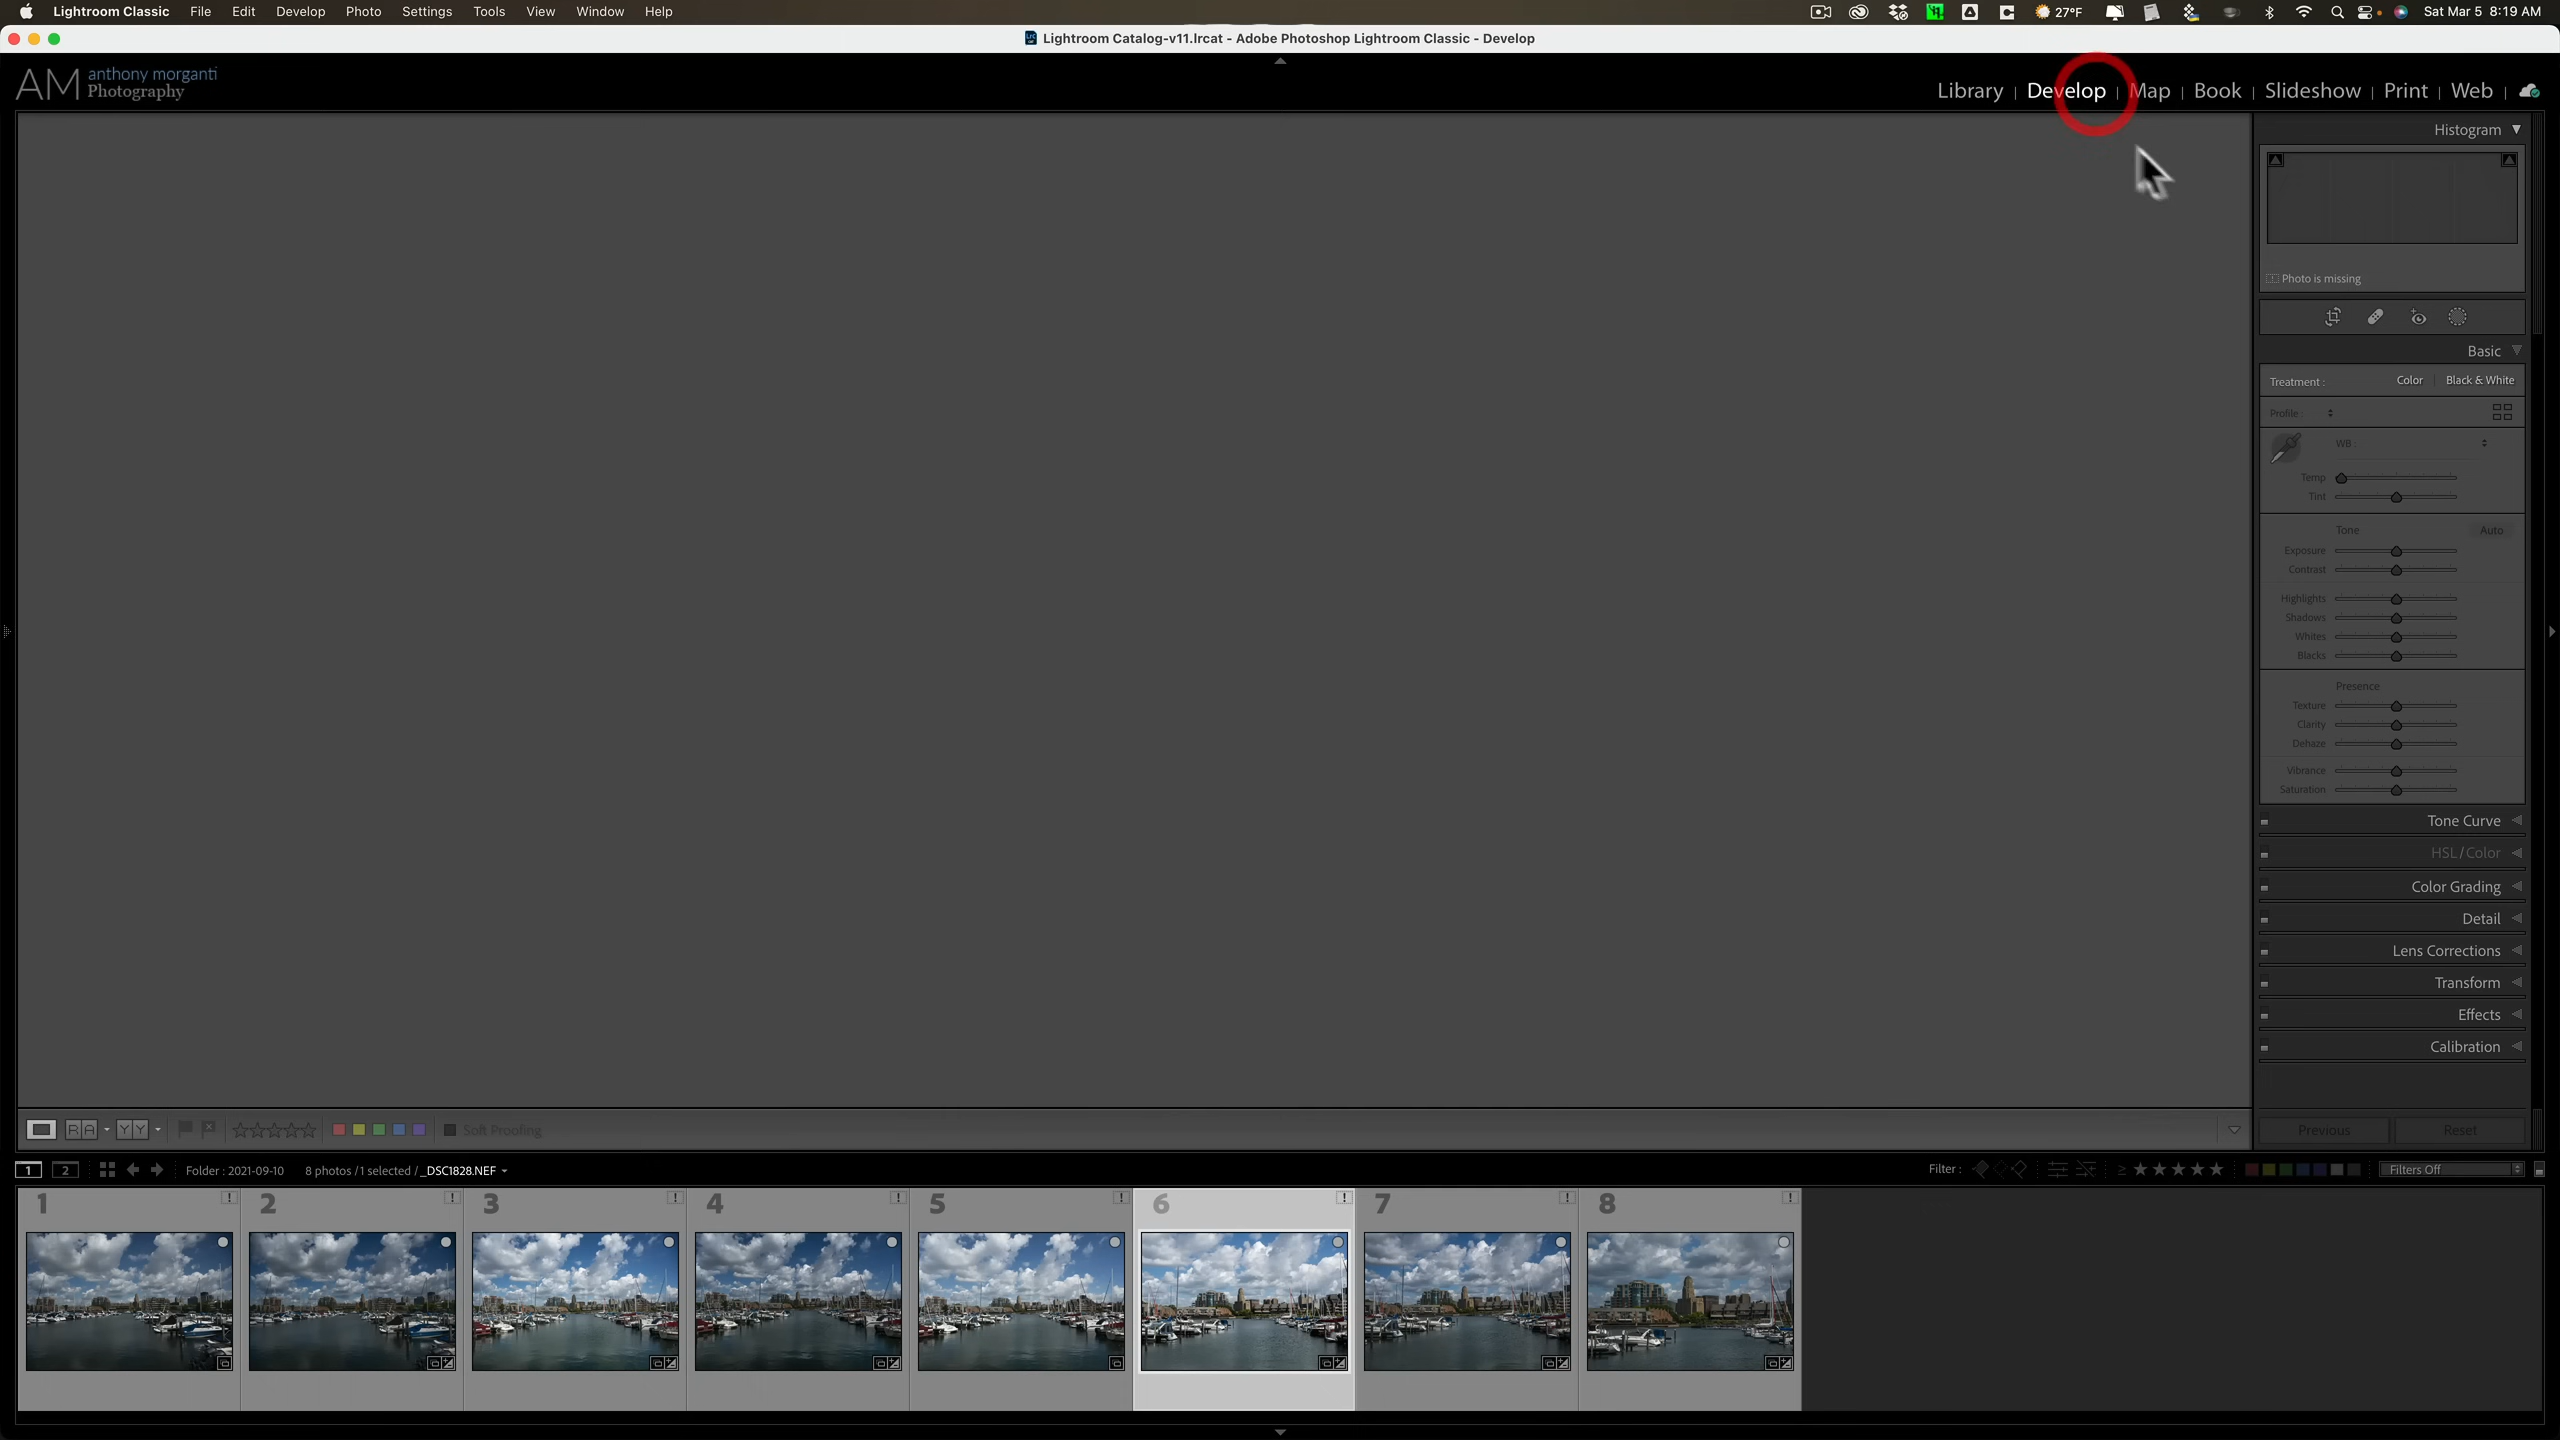 Lightroom Classic File Edit Develop Photo Settings Tools View Window Help 27°F Sat Mar 5 8:19 AM
Lightroom Catalog-v11.lrcat - Adobe Photoshop Lightroom Classic - Develop
AM anthony morganti
Photography
Library | Develop | Map | Book | Slideshow | Print | Web
Histogram
Photo is missing
Basic
Treatment : Color | Black & White
Profile :
WB :
Temp
Tint
Tone Auto
Exposure
Contrast
Highlights
Shadows
Whites
Blacks
Presence
Texture
Clarity
Dehaze
Vibrance
Saturation
Tone Curve
HSL / Color
Color Grading
Detail
Lens Corrections
Transform
Effects
Calibration
R A Y Y Soft Proofing Previous Reset
1 2 Folder : 2021-09-10 8 photos / 1 selected / _DSC1828.NEF Filter : ≥ Filters Off
1 2 3 4 5 6 7 8